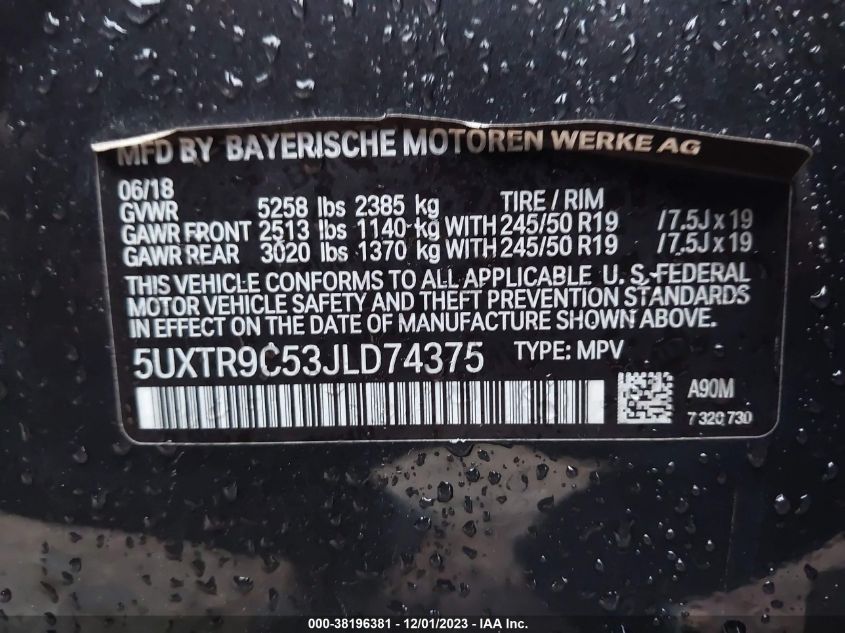 MFD BY BAYERISCHE MOTOREN WERKE AG
06/18 TIRE / RIM
GVWR 5258 lbs 2385 kg
GAWR FRONT 2513 lbs 1140 kg WITH 245/50 R19 / 7.5J x 19
GAWR REAR 3020 lbs 1370 kg WITH 245/50 R19 / 7.5J x 19
THIS VEHICLE CONFORMS TO ALL APPLICABLE U.S. FEDERAL
MOTOR VEHICLE SAFETY AND THEFT PREVENTION STANDARDS
IN EFFECT ON THE DATE OF MANUFACTURE SHOWN ABOVE.
5UXTR9C53JLD74375 TYPE: MPV
A90M
7 320 730
000-38196381 - 12/01/2023 - IAA Inc.